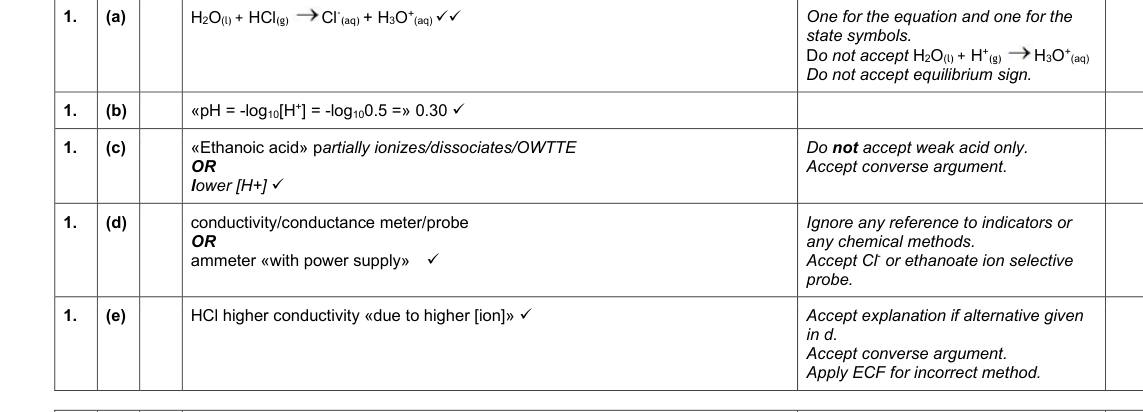 1. (a) H₂O(l) + HCl(g) → Cl⁻(aq) + H₃O⁺(aq) ✓✓ One for the equation and one for the
state symbols.
Do not accept H₂O(l) + H⁺(g) → H₃O⁺(aq)
Do not accept equilibrium sign.
1. (b) «pH = -log₁₀[H⁺] = -log₁₀0.5 =» 0.30 ✓
1. (c) «Ethanoic acid» partially ionizes/dissociates/OWTTE Do not accept weak acid only.
OR Accept converse argument.
lower [H+] ✓
1. (d) conductivity/conductance meter/probe Ignore any reference to indicators or
OR any chemical methods.
ammeter «with power supply» ✓ Accept Cl⁻ or ethanoate ion selective
probe.
1. (e) HCl higher conductivity «due to higher [ion]» ✓ Accept explanation if alternative given
in d.
Accept converse argument.
Apply ECF for incorrect method.